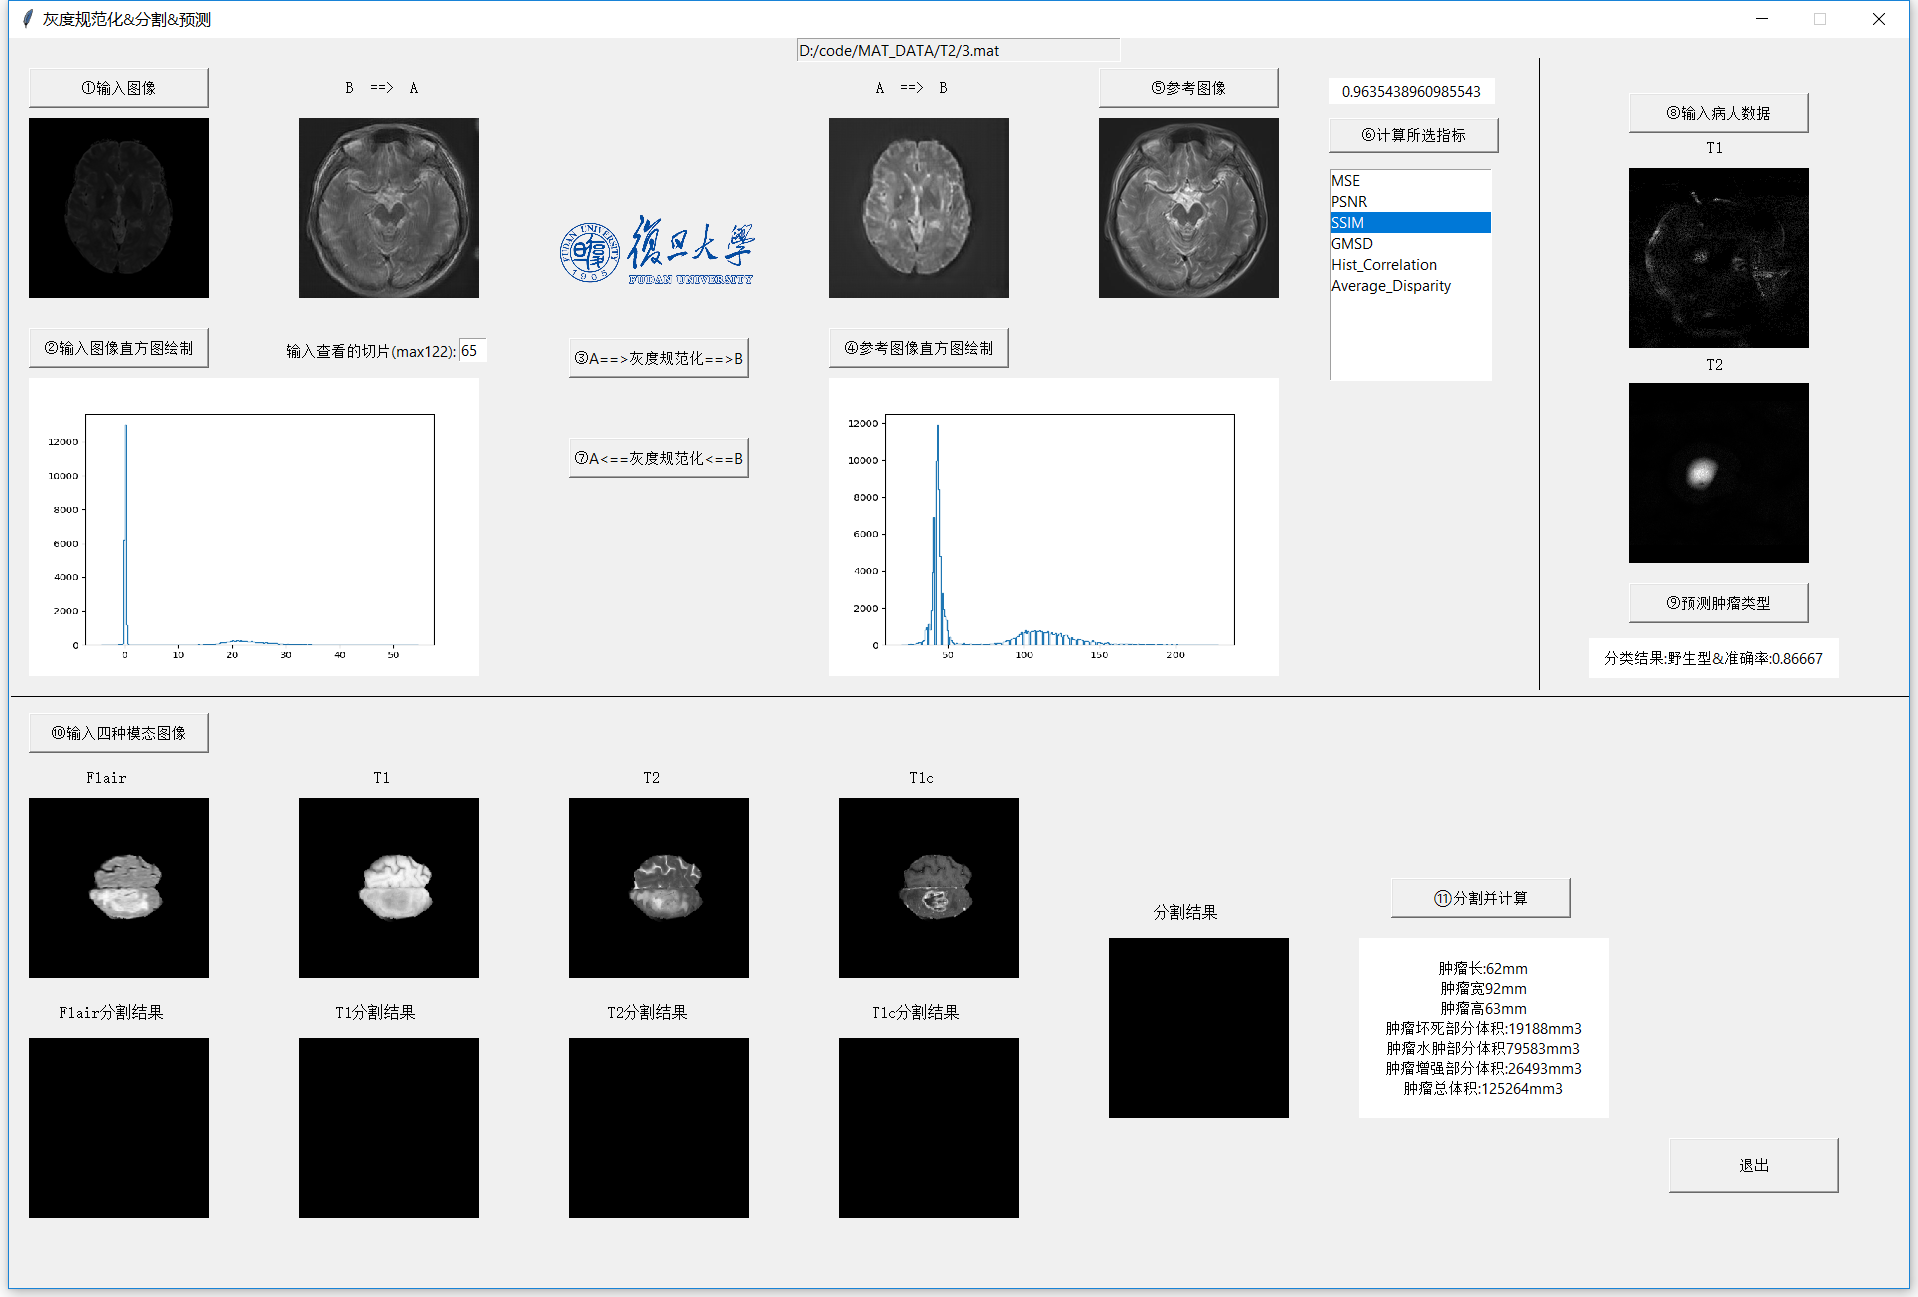 灰度规范化&分割&预测
D:/code/MAT_DATA/T2/3.mat
①输入图像
B ==> A
A ==> B
⑤参考图像
0.9635438960985543
⑥计算所选指标
MSE
PSNR
SSIM
GMSD
Hist_Correlation
Average_Disparity
FUDAN UNIVERSITY
1905
復旦大學
FUDAN UNIVERSITY
②输入图像直方图绘制
输入查看的切片(max122): 65
③A==>灰度规范化==>B
④参考图像直方图绘制
⑦A<==灰度规范化<==B
12000
10000
8000
6000
4000
2000
0
0 10 20 30 40 50
12000
10000
8000
6000
4000
2000
0
50 100 150 200
⑧输入病人数据
T1
T2
⑨预测肿瘤类型
分类结果:野生型&准确率:0.86667
⑩输入四种模态图像
Flair
T1
T2
T1c
Flair分割结果
T1分割结果
T2分割结果
T1c分割结果
分割结果
⑪分割并计算
肿瘤长:62mm
肿瘤宽92mm
肿瘤高63mm
肿瘤坏死部分体积:19188mm3
肿瘤水肿部分体积79583mm3
肿瘤增强部分体积:26493mm3
肿瘤总体积:125264mm3
退出